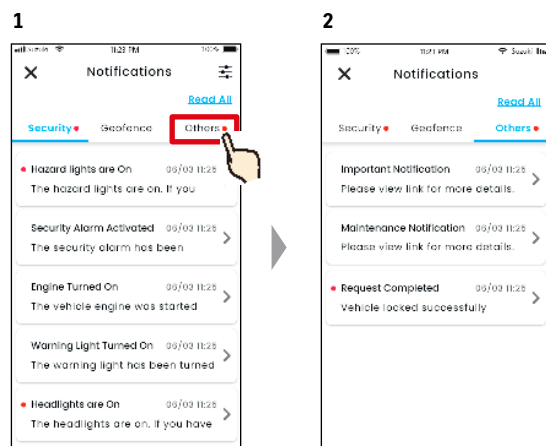 1
11:23 PM
100%
Notifications
Read All
Security
Geofence
Others
Hazard lights are On 06/03 11:25
The hazard lights are on. If you
Security Alarm Activated 06/03 11:25
The security alarm has been
Engine Turned On 06/03 11:25
The vehicle engine was started
Warning Light Turned On 06/03 11:25
The warning light has been turned
Headlights are On 06/03 11:25
The headlights are on. If you have
2
11:21 PM
Notifications
Read All
Security
Geofence
Others
Important Notification 06/03 11:25
Please view link for more details.
Maintenance Notification 06/03 11:25
Please view link for more details.
Request Completed 06/03 11:25
Vehicle locked successfully